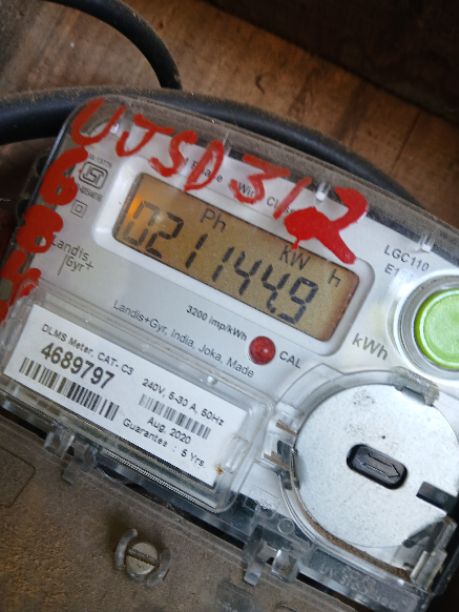 UJSD312
LGC110
E1
Ph
kW h
021144.9
kWh
Landis+
Gyr+
3200 imp/kWh
CAL
Landis+Gyr, India, Joka, Made
DLMS Meter, CAT- C3
4689797
240V, 5-30 A, 50Hz
Aug. 2020
Guarantee : 5 Yrs.